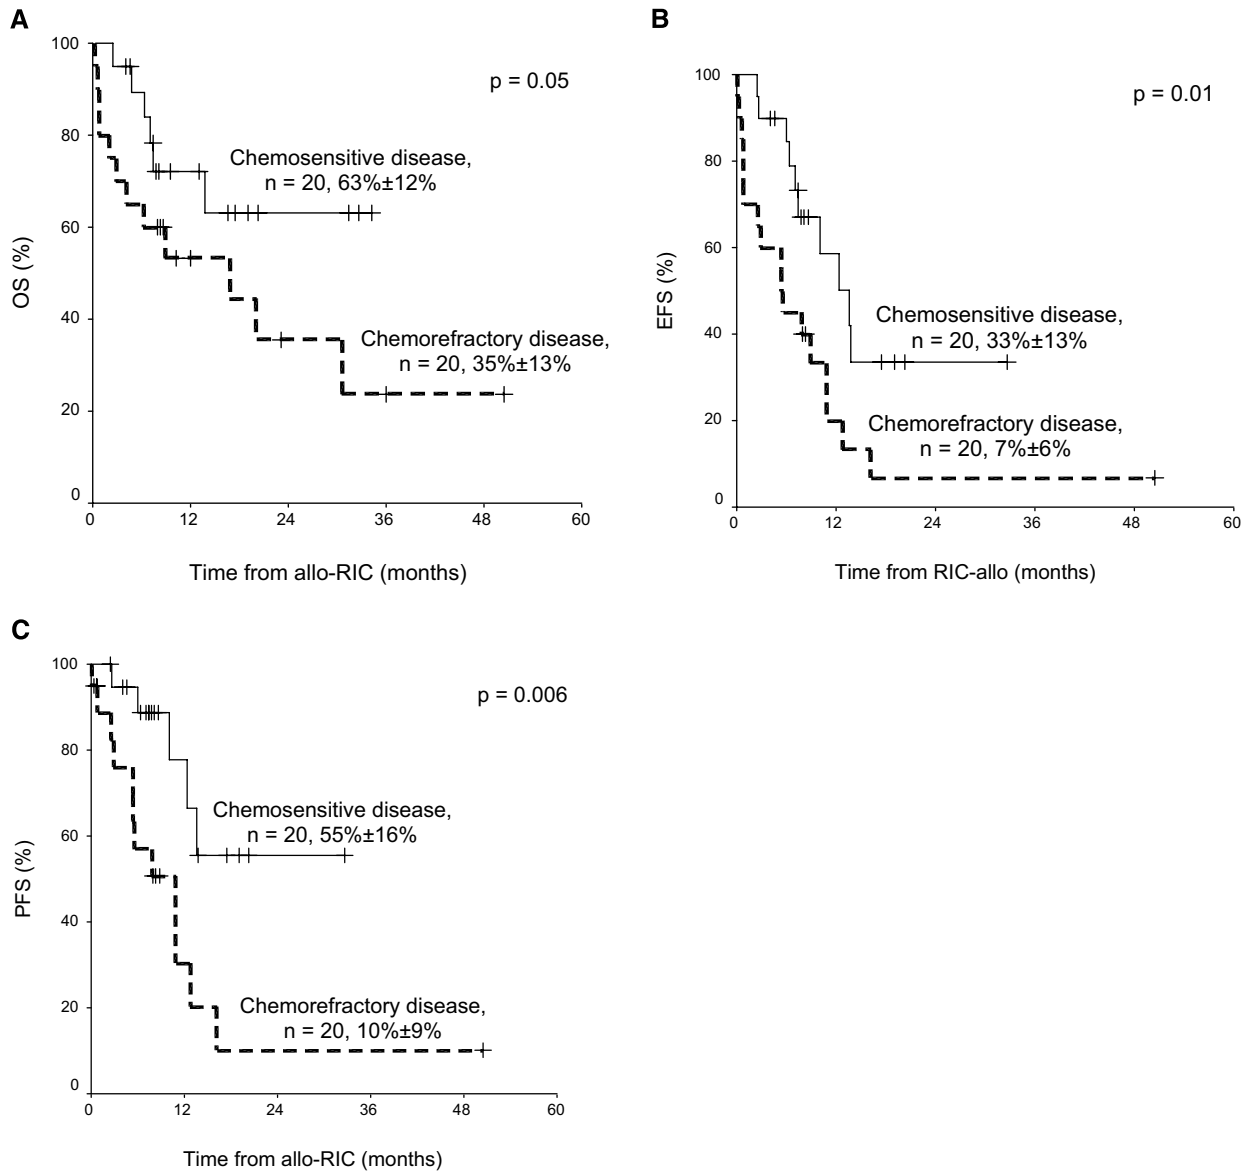 A
100
80
60
40
20
0
OS (%)
p = 0.05
Chemosensitive disease,
n = 20, 63%±12%
Chemorefractory disease,
n = 20, 35%±13%
0 12 24 36 48 60
Time from allo-RIC (months)
B
100
80
60
40
20
0
EFS (%)
p = 0.01
Chemosensitive disease,
n = 20, 33%±13%
Chemorefractory disease,
n = 20, 7%±6%
0 12 24 36 48 60
Time from RIC-allo (months)
C
100
80
60
40
20
0
PFS (%)
p = 0.006
Chemosensitive disease,
n = 20, 55%±16%
Chemorefractory disease,
n = 20, 10%±9%
0 12 24 36 48 60
Time from allo-RIC (months)